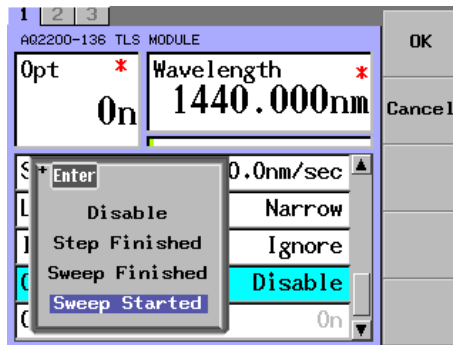 1 2 3
AQ2200-136 TLS MODULE
OK
Opt *
On
Wavelength *
1440.000nm
Cancel
S 0.0nm/sec
L Narrow
Ignore
Disable
On
+ Enter
Disable
Step Finished
Sweep Finished
Sweep Started